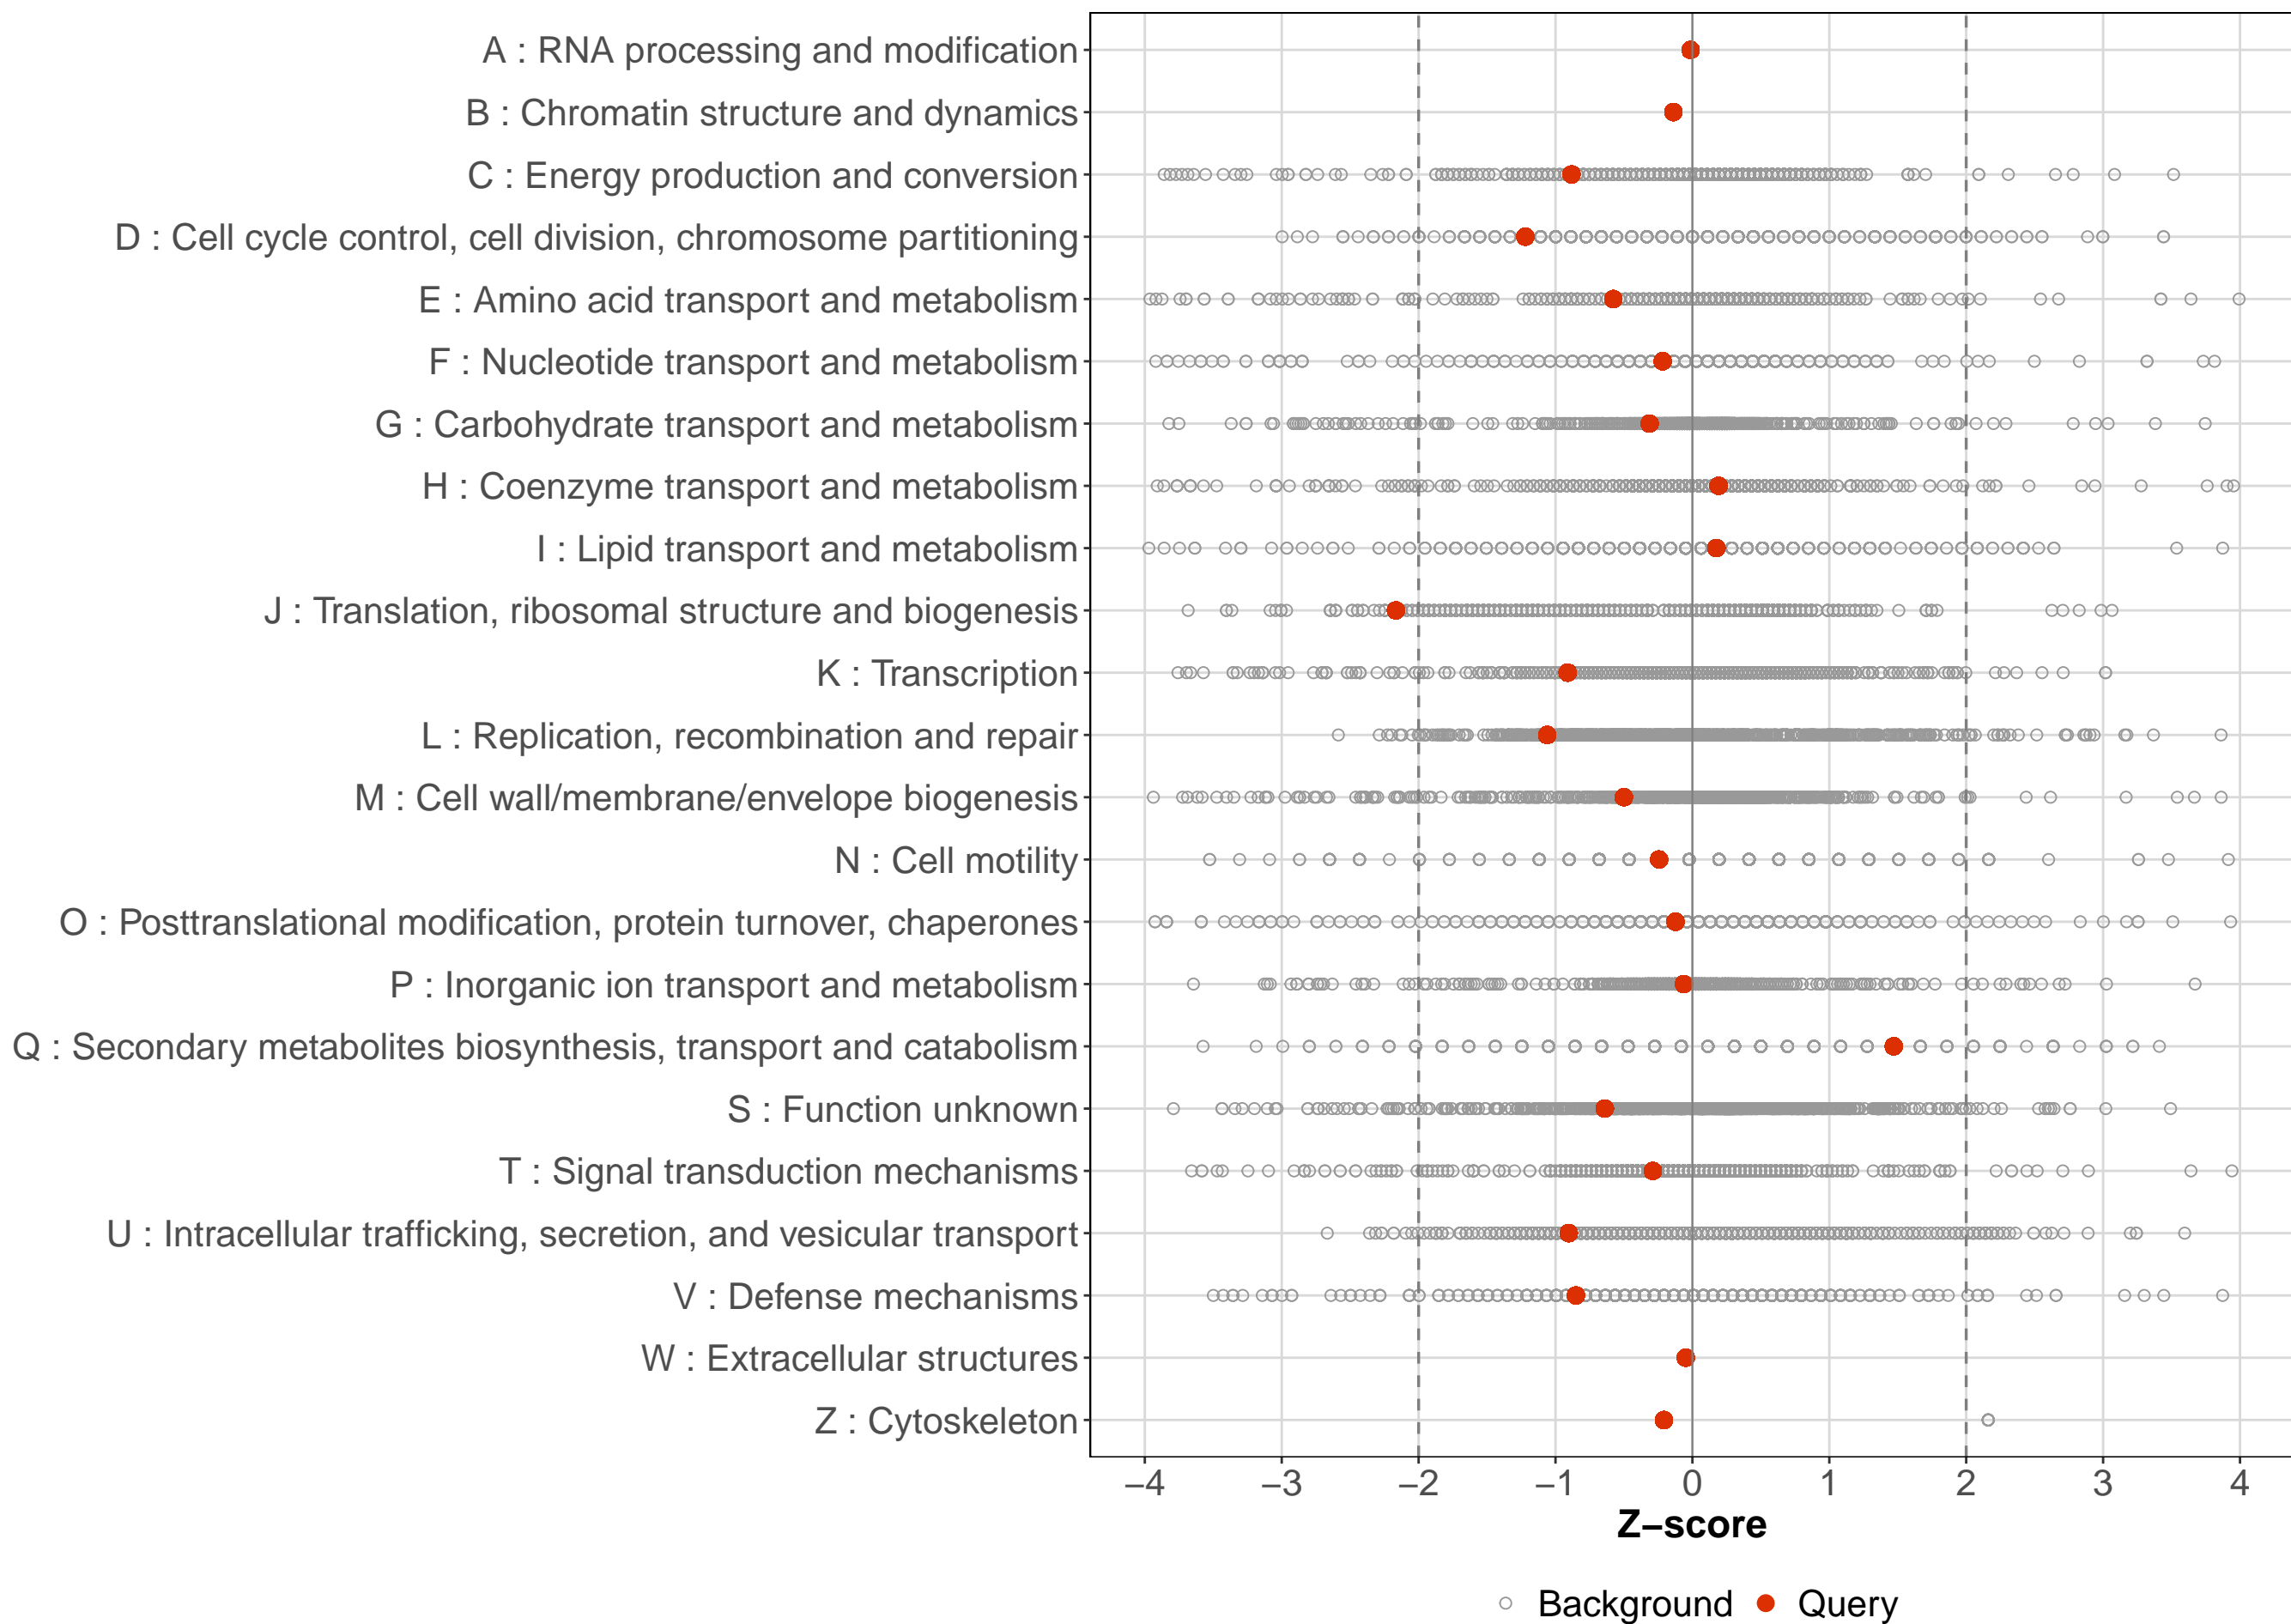 A : RNA processing and modification
B : Chromatin structure and dynamics
C : Energy production and conversion
D : Cell cycle control, cell division, chromosome partitioning
E : Amino acid transport and metabolism
F : Nucleotide transport and metabolism
G : Carbohydrate transport and metabolism
H : Coenzyme transport and metabolism
I : Lipid transport and metabolism
J : Translation, ribosomal structure and biogenesis
K : Transcription
L : Replication, recombination and repair
M : Cell wall/membrane/envelope biogenesis
N : Cell motility
O : Posttranslational modification, protein turnover, chaperones
P : Inorganic ion transport and metabolism
Q : Secondary metabolites biosynthesis, transport and catabolism
S : Function unknown
T : Signal transduction mechanisms
U : Intracellular trafficking, secretion, and vesicular transport
V : Defense mechanisms
W : Extracellular structures
Z : Cytoskeleton
−4 −3 −2 −1 0 1 2 3 4
Z−score
Background Query